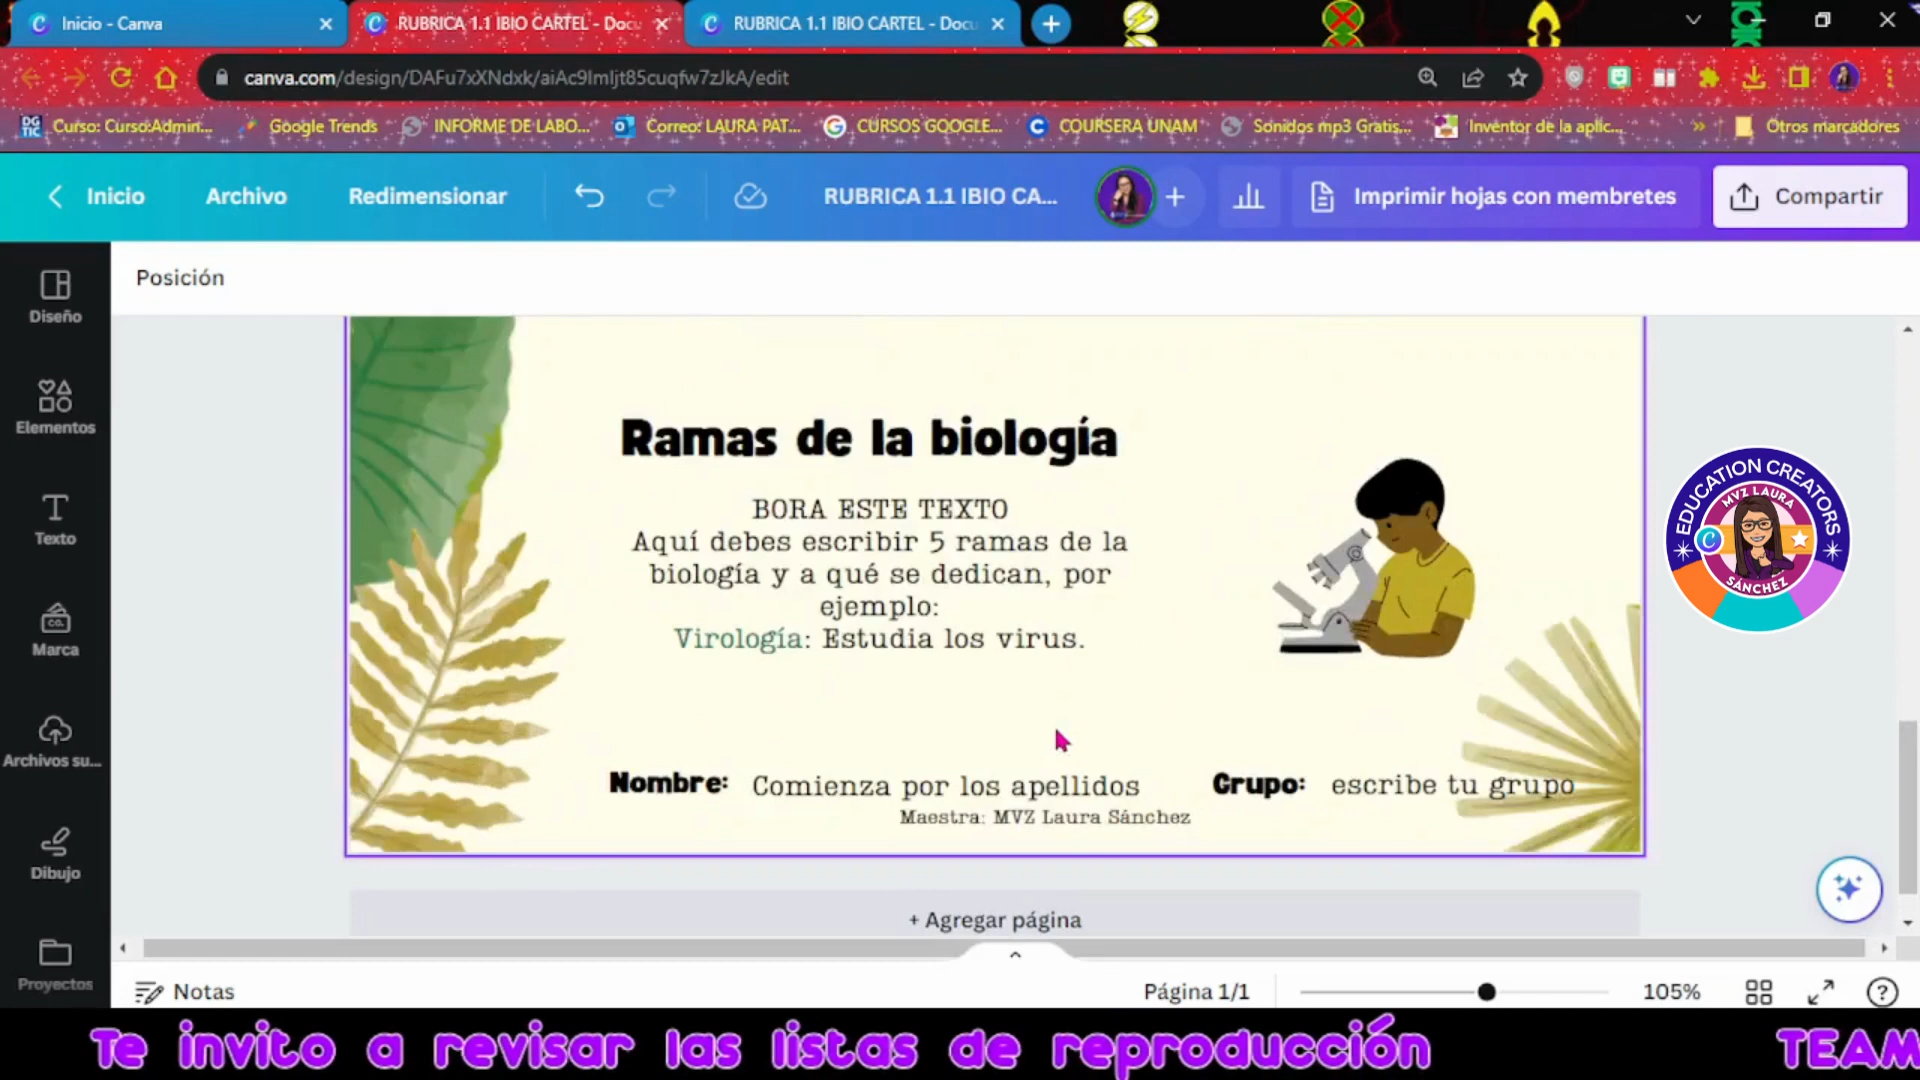 Inicio - Canva
RUBRICA 1.1 IBIO CARTEL - Docu
RUBRICA 1.1 IBIO CARTEL - Docu
canva.com/design/DAFu7xXNdxk/aiAc9ImIjt85cuqfw7zJkA/edit
DGTIC Curso: Curso:Admin... Google Trends INFORME DE LABO... Correo: LAURA PAT... CURSOS GOOGLE... COURSERA UNAM Sonidos mp3 Gratis,... Inventor de la aplic... » Otros marcadores
Inicio Archivo Redimensionar RUBRICA 1.1 IBIO CA... Imprimir hojas con membretes Compartir
Posición
Diseño
Elementos
Texto
Marca
Archivos su...
Dibujo
Proyectos
Ramas de la biología
BORA ESTE TEXTO
Aquí debes escribir 5 ramas de la
biología y a qué se dedican, por
ejemplo:
Virología: Estudia los virus.
Nombre: Comienza por los apellidos Grupo: escribe tu grupo
Maestra: MVZ Laura Sánchez
EDUCATION CREATORS
MVZ LAURA
SÁNCHEZ
+ Agregar página
Notas Página 1/1 105%
Te invito a revisar las listas de reproducción TEAM